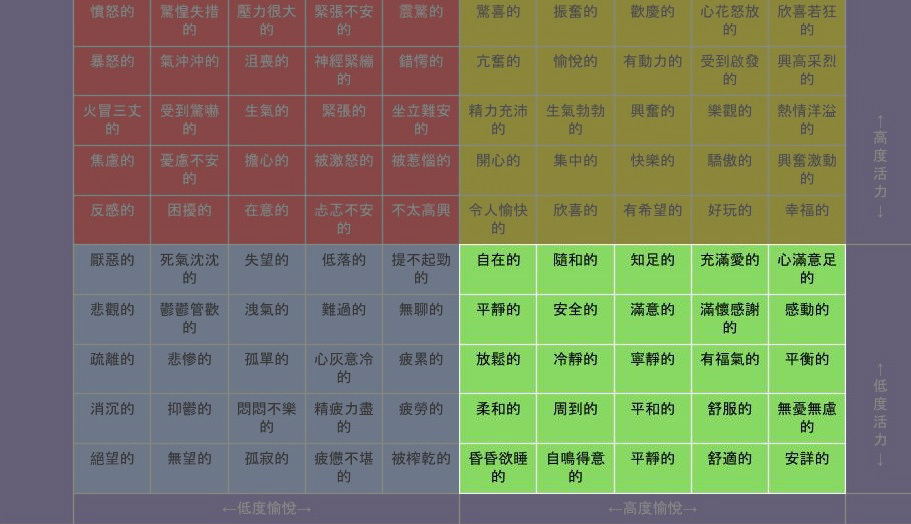 憤怒的 驚惶失措的 壓力很大的 緊張不安的 震驚的 驚喜的 振奮的 歡慶的 心花怒放的 欣喜若狂的
暴怒的 氣沖沖的 沮喪的 神經緊繃的 錯愕的 亢奮的 愉悅的 有動力的 受到啟發的 興高采烈的
火冒三丈的 受到驚嚇的 生氣的 緊張的 坐立難安的 精力充沛的 生氣勃勃的 興奮的 樂觀的 熱情洋溢的
焦慮的 憂慮不安的 擔心的 被激怒的 被惹惱的 開心的 集中的 快樂的 驕傲的 興奮激動的
反感的 困擾的 在意的 忐忑不安的 不太高興 令人愉快的 欣喜的 有希望的 好玩的 幸福的
厭惡的 死氣沈沈的 失望的 低落的 提不起勁的 自在的 隨和的 知足的 充滿愛的 心滿意足的
悲觀的 鬱鬱管歡的 洩氣的 難過的 無聊的 平靜的 安全的 滿意的 滿懷感謝的 感動的
疏離的 悲慘的 孤單的 心灰意冷的 疲累的 放鬆的 冷靜的 寧靜的 有福氣的 平衡的
消沉的 抑鬱的 悶悶不樂的 精疲力盡的 疲勞的 柔和的 周到的 平和的 舒服的 無憂無慮的
絕望的 無望的 孤寂的 疲憊不堪的 被榨乾的 昏昏欲睡的 自鳴得意的 平靜的 舒適的 安詳的
←高度活力→
←低度活力→
←低度愉悅→ ←高度愉悅→